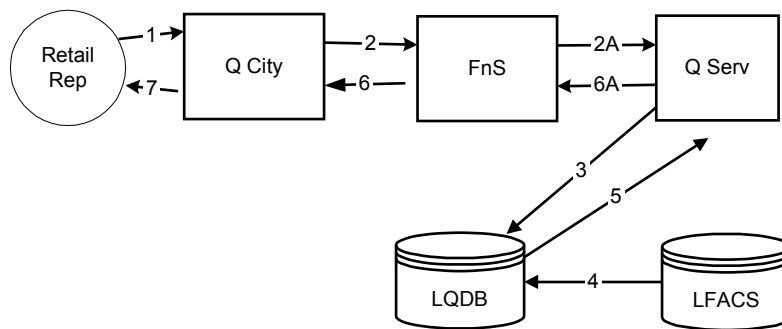 1
2
2A
Retail
Rep
Q City
FnS
Q Serv
7
6
6A
3
5
LQDB
4
LFACS